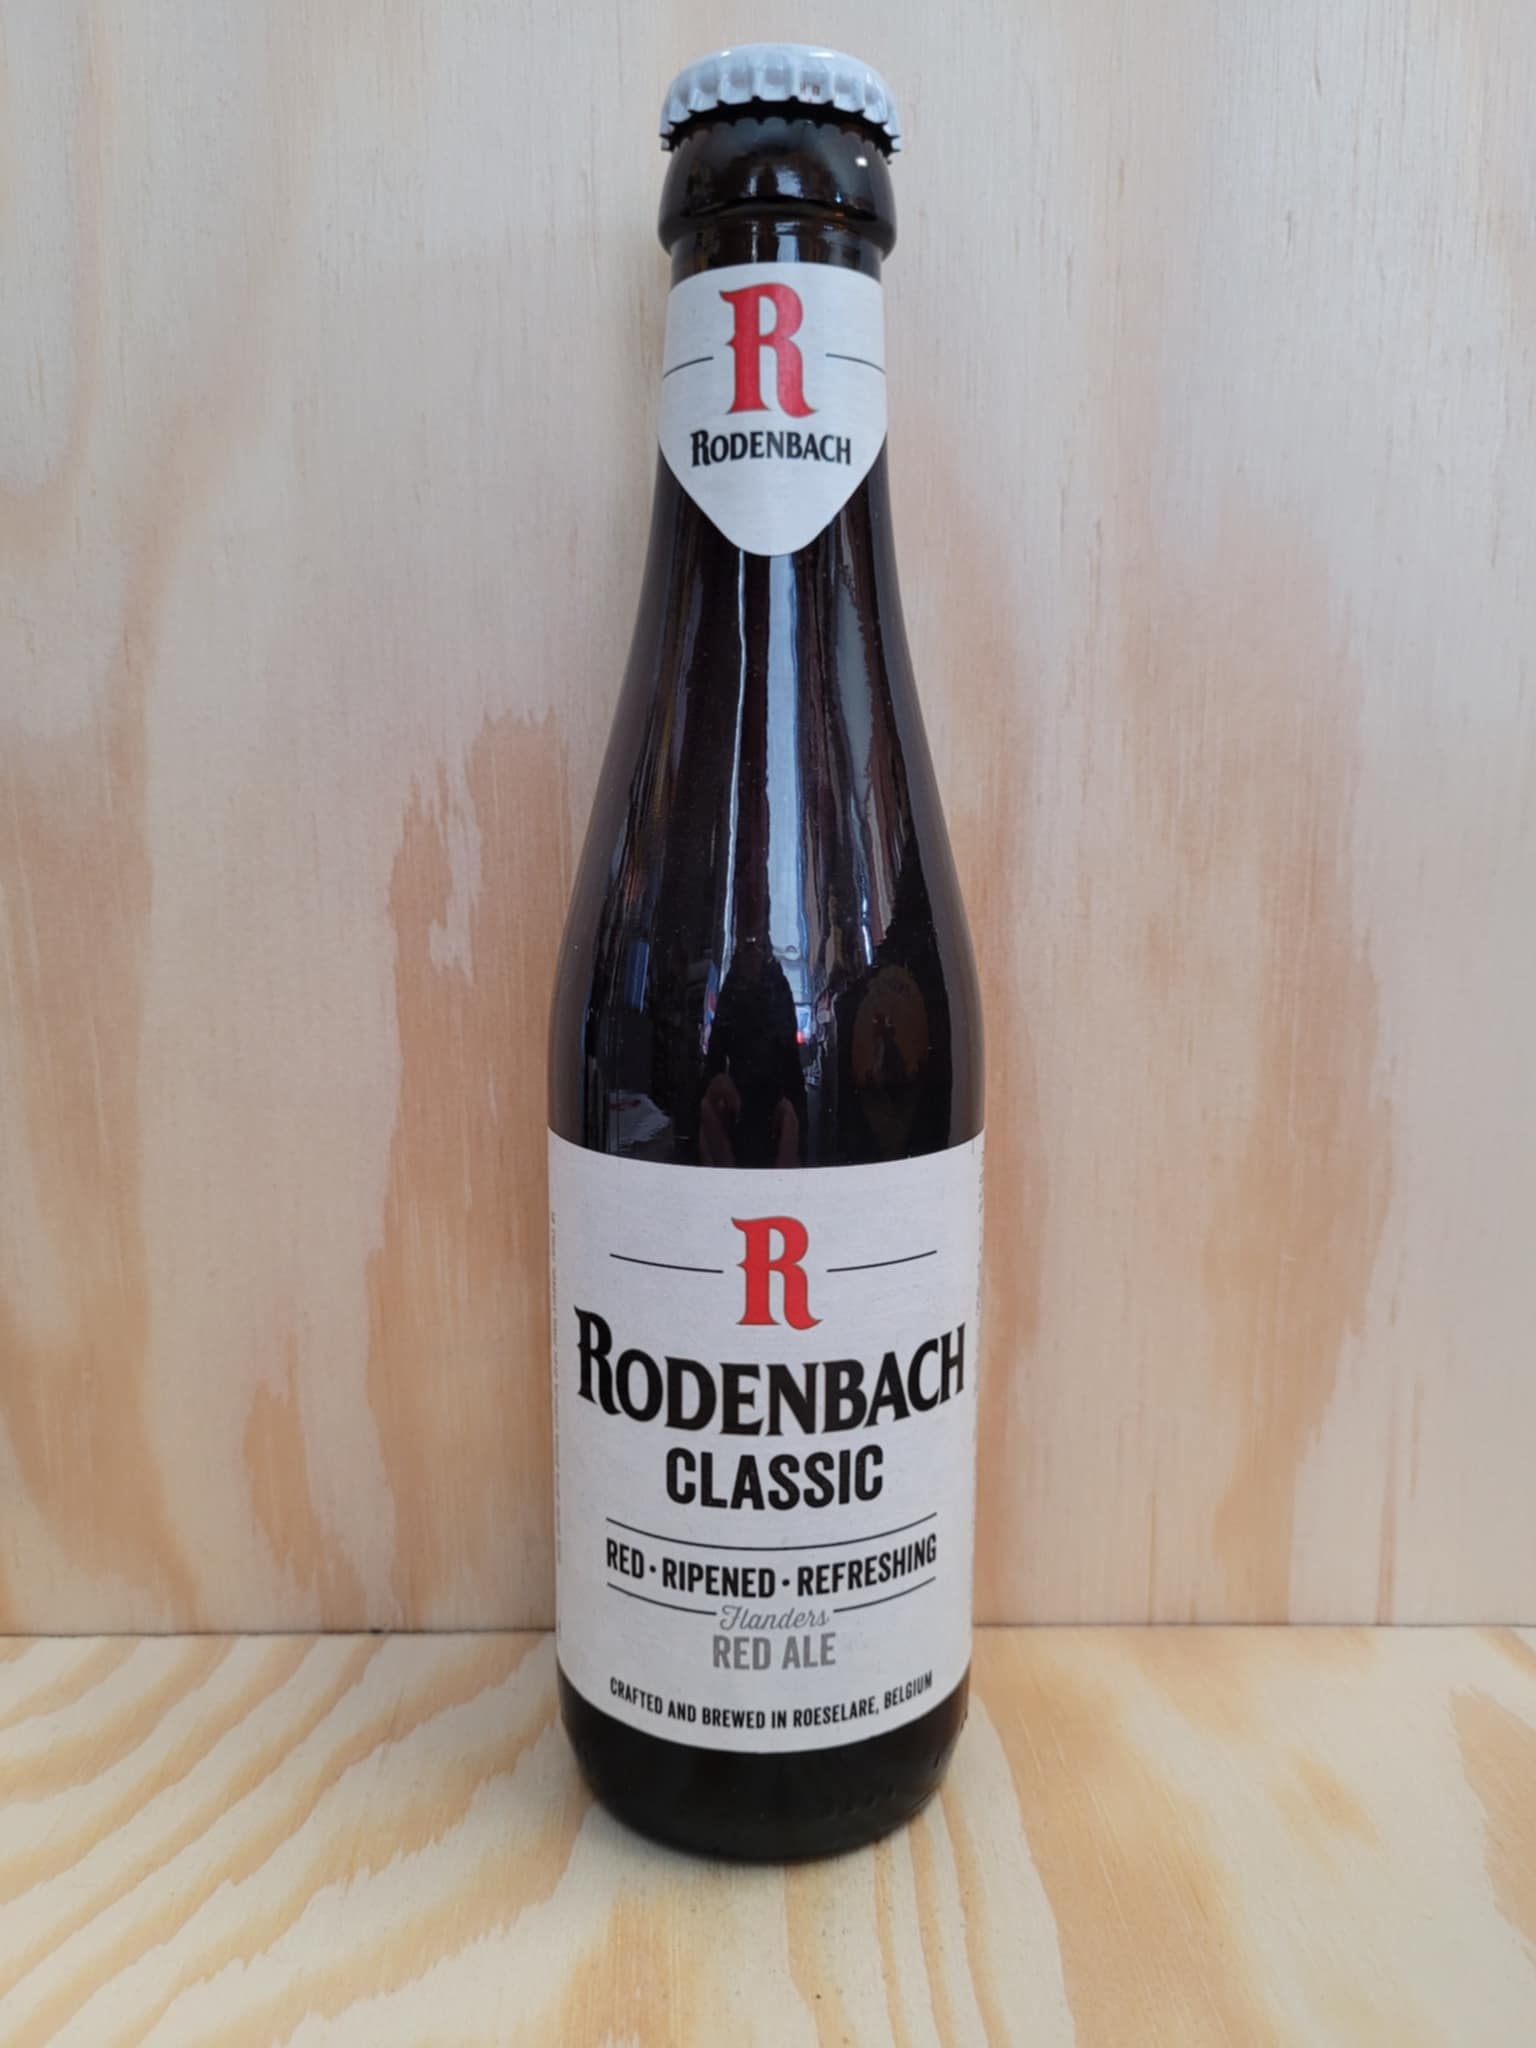 R
RODENBACH
R
RODENBACH
CLASSIC
RED · RIPENED · REFRESHING
Flanders
RED ALE
CRAFTED AND BREWED IN ROESELARE, BELGIUM